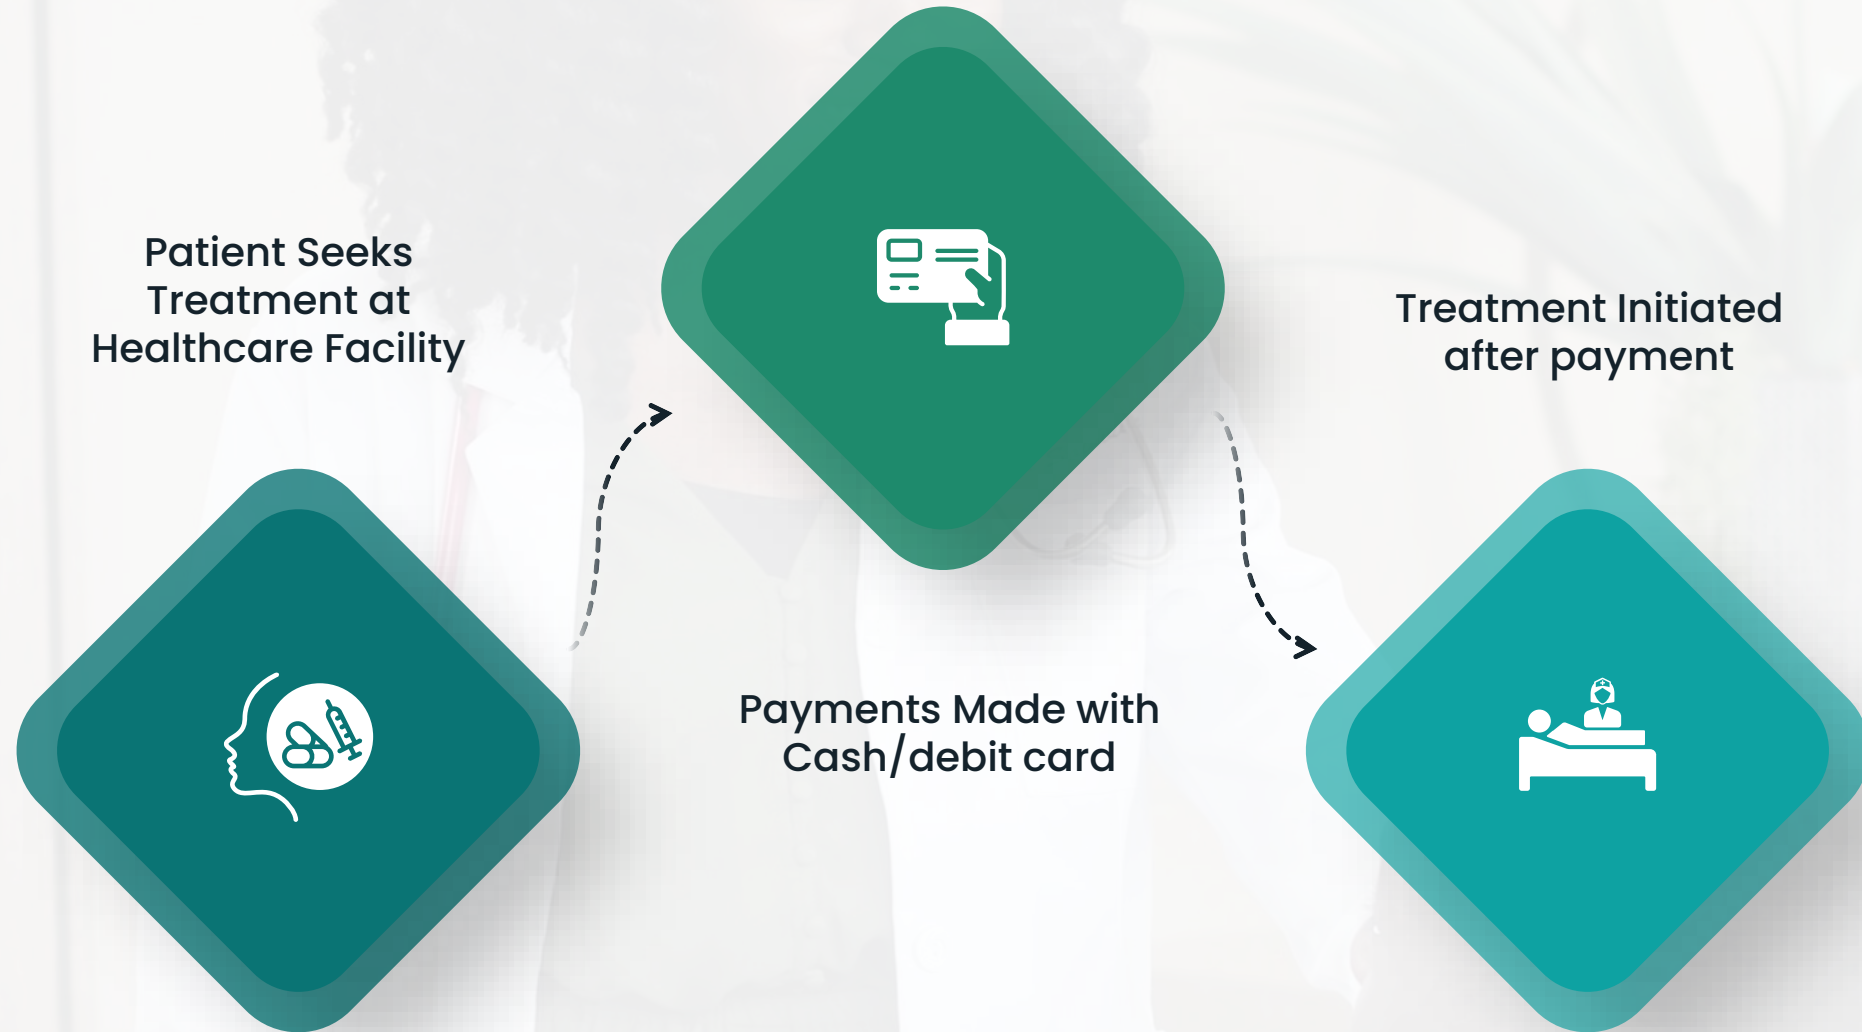 Patient Seeks
Treatment at
Healthcare Facility
Payments Made with
Cash/debit card
Treatment Initiated
after payment